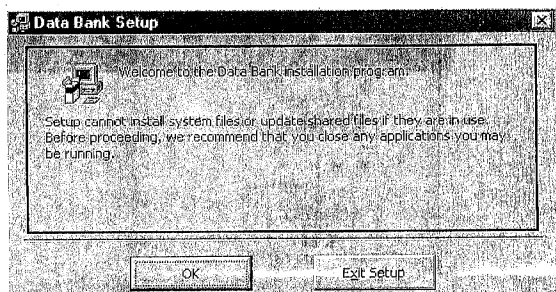 Data Bank Setup
Welcome to the Data Bank installation program.
Setup cannot install system files or update shared files if they are in use.
Before proceeding, we recommend that you close any applications you may
be running.
OK
Exit Setup